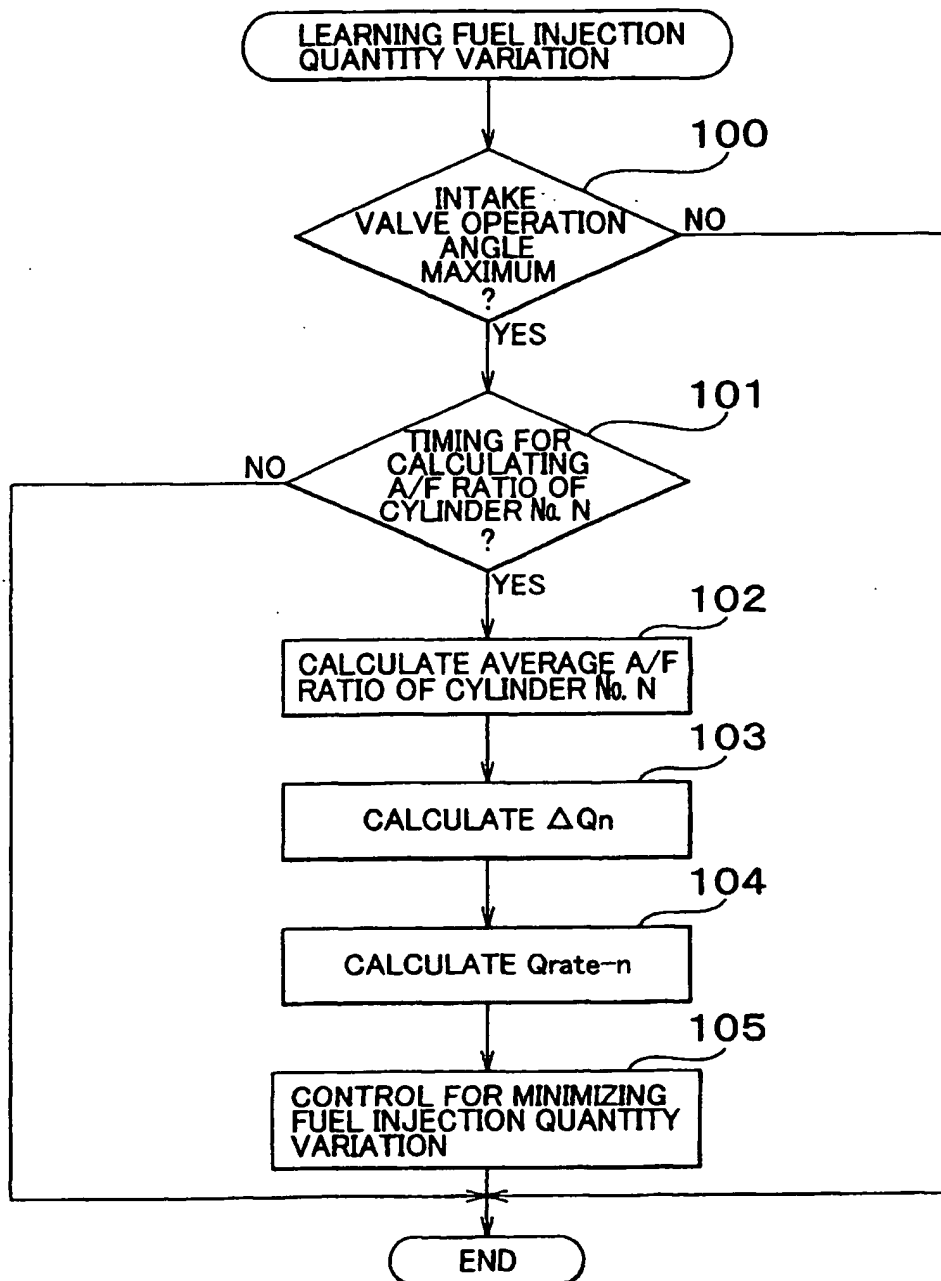 LEARNING FUEL INJECTION
QUANTITY VARIATION
100
INTAKE
VALVE OPERATION
ANGLE
MAXIMUM
?
NO
YES
101
TIMING FOR
CALCULATING
A/F RATIO OF
CYLINDER No. N
?
NO
YES
102
CALCULATE AVERAGE A/F
RATIO OF CYLINDER No. N
103
CALCULATE △Qn
104
CALCULATE Qrate-n
105
CONTROL FOR MINIMIZING
FUEL INJECTION QUANTITY
VARIATION
END